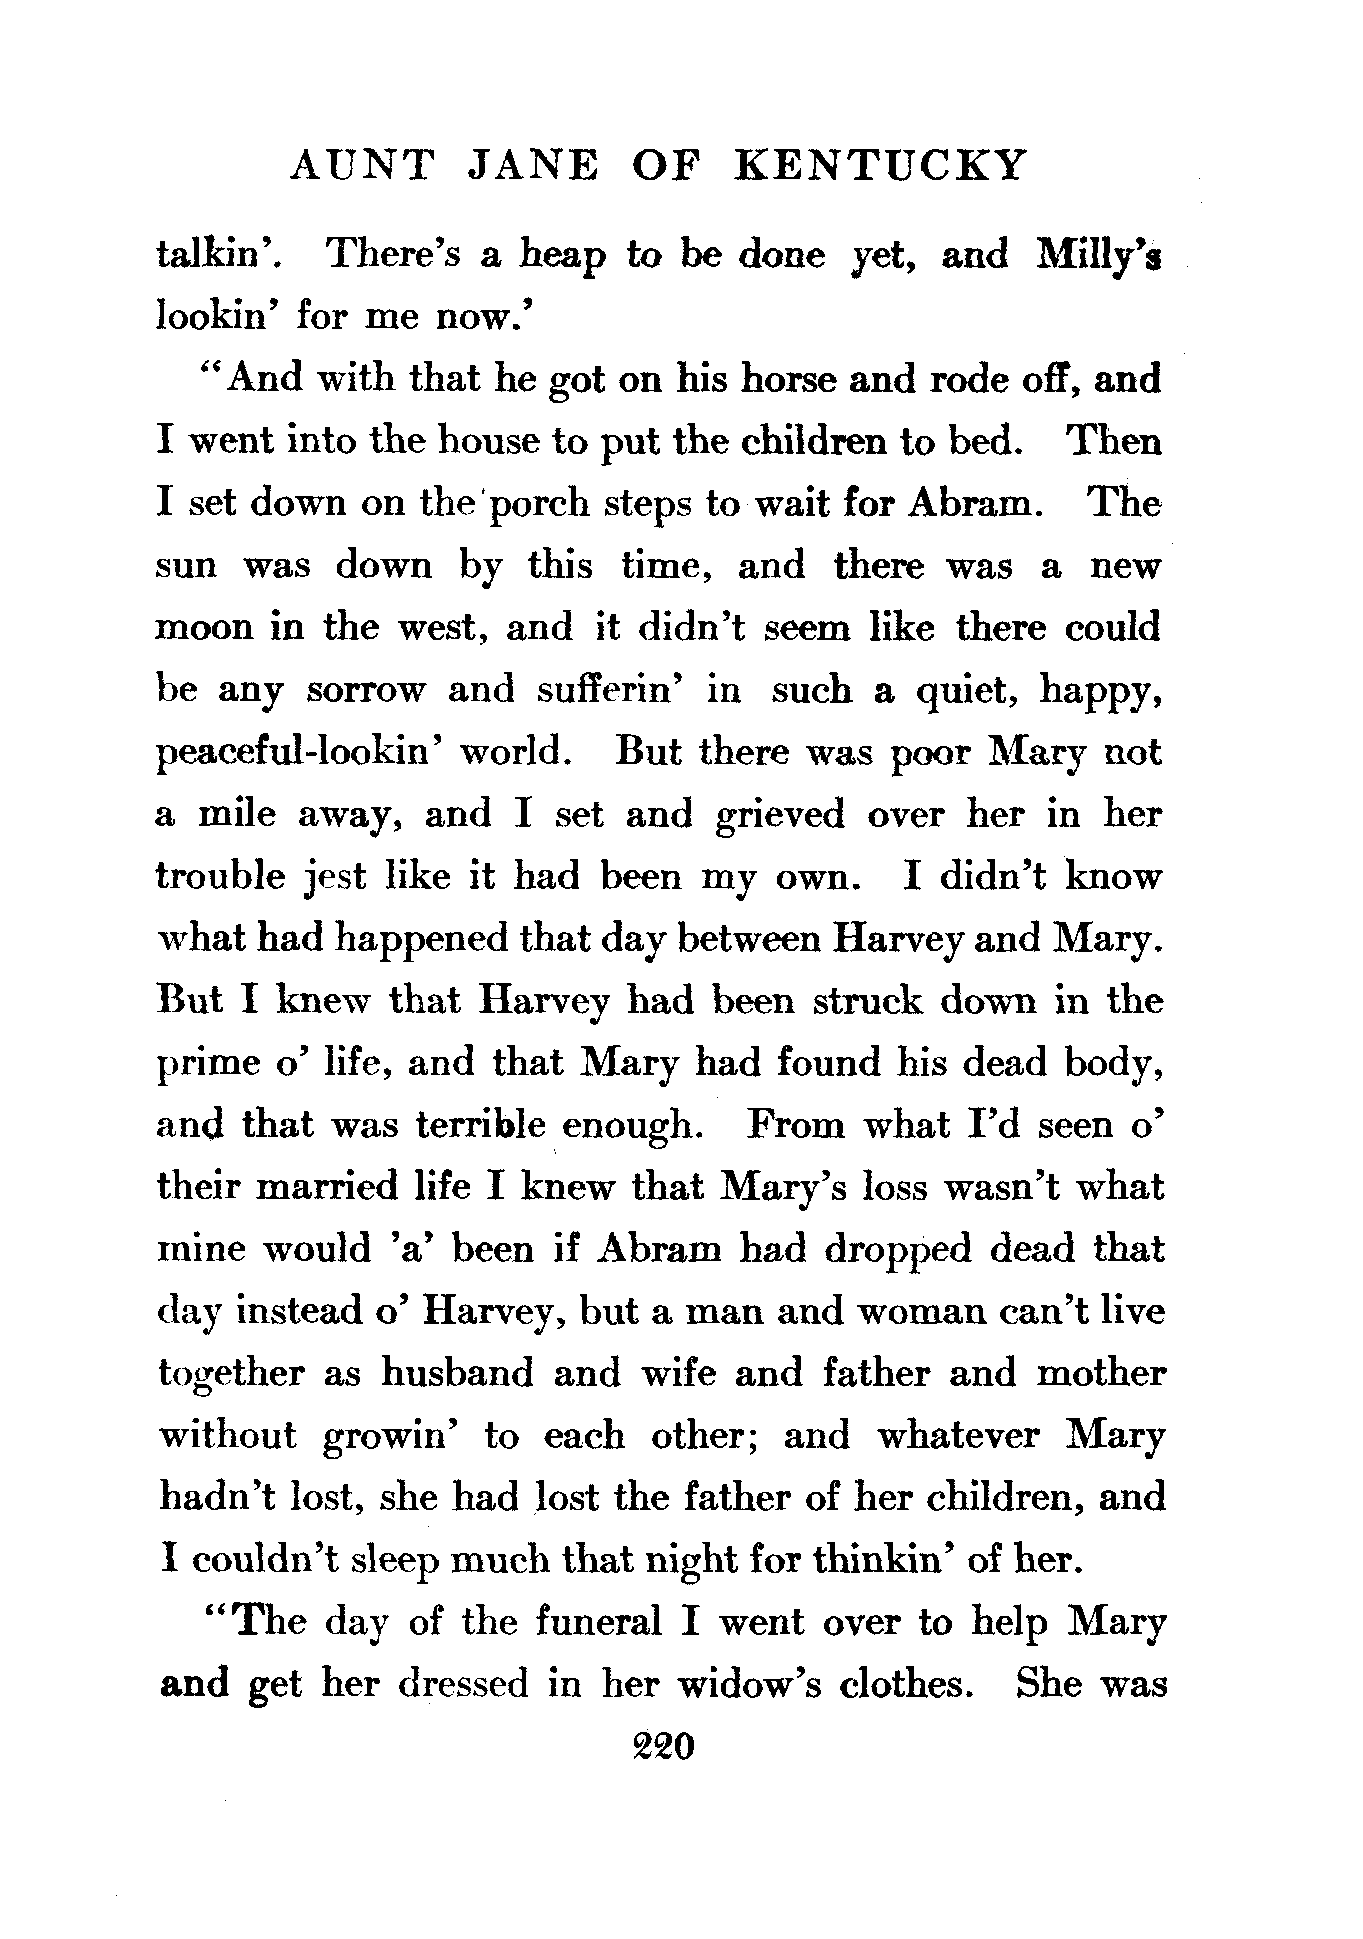 AUNT JANE OF KENTUCKY
talkin'. There's a heap to be done yet, and Milly's
lookin' for me now.'
"And with that he got on his horse and rode off, and
I went into the house to put the children to bed. Then
I set down on the porch steps to wait for Abram. The
sun was down by this time, and there was a new
moon in the west, and it didn't seem like there could
be any sorrow and sufferin' in such a quiet, happy,
peaceful-lookin' world. But there was poor Mary not
a mile away, and I set and grieved over her in her
trouble jest like it had been my own. I didn't know
what had happened that day between Harvey and Mary.
But I knew that Harvey had been struck down in the
prime o' life, and that Mary had found his dead body,
and that was terrible enough. From what I'd seen o'
their married life I knew that Mary's loss wasn't what
mine would 'a' been if Abram had dropped dead that
day instead o' Harvey, but a man and woman can't live
together as husband and wife and father and mother
without growin' to each other; and whatever Mary
hadn't lost, she had lost the father of her children, and
I couldn't sleep much that night for thinkin' of her.
"The day of the funeral I went over to help Mary
and get her dressed in her widow's clothes. She was
220